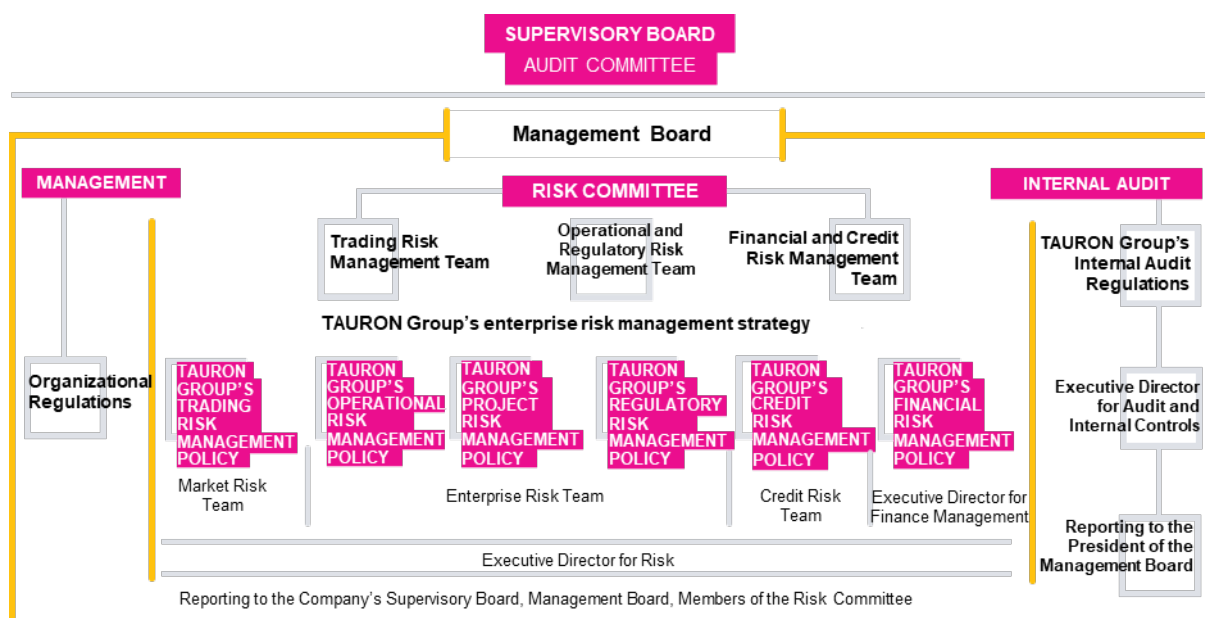 SUPERVISORY BOARD
AUDIT COMMITTEE
Management Board
MANAGEMENT
RISK COMMITTEE
INTERNAL AUDIT
Trading Risk
Management Team
Operational and
Regulatory Risk
Management Team
Financial and Credit
Risk Management
Team
TAURON Group's
Internal Audit
Regulations
TAURON Group's enterprise risk management strategy
Organizational
Regulations
TAURON
GROUP'S
TRADING
RISK
MANAGEMENT
POLICY
TAURON
GROUP'S
OPERATIONAL
RISK
MANAGEMENT
POLICY
TAURON
GROUP'S
PROJECT
RISK
MANAGEMENT
POLICY
TAURON
GROUP'S
REGULATORY
RISK
MANAGEMENT
POLICY
TAURON
GROUP'S
CREDIT
RISK
MANAGEMENT
POLICY
TAURON
GROUP'S
FINANCIAL
RISK
MANAGEMENT
POLICY
Executive Director
for Audit and
Internal Controls
Market Risk
Team
Enterprise Risk Team
Credit Risk
Team
Executive Director for
Finance Management
Reporting to the
President of the
Management Board
Executive Director for Risk
Reporting to the Company's Supervisory Board, Management Board, Members of the Risk Committee